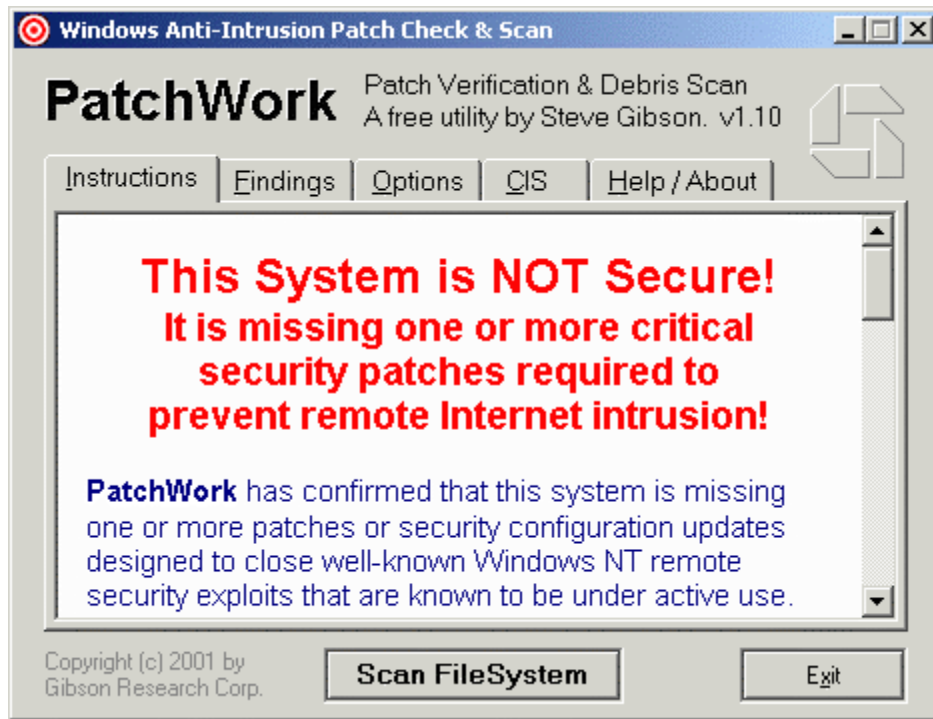 Windows Anti-Intrusion Patch Check & Scan
PatchWork
Patch Verification & Debris Scan
A free utility by Steve Gibson. v1.10
Instructions
Findings
Options
CIS
Help / About
This System is NOT Secure!
It is missing one or more critical
security patches required to
prevent remote Internet intrusion!
PatchWork has confirmed that this system is missing
one or more patches or security configuration updates
designed to close well-known Windows NT remote
security exploits that are known to be under active use.
Copyright (c) 2001 by
Gibson Research Corp.
Scan FileSystem
Exit